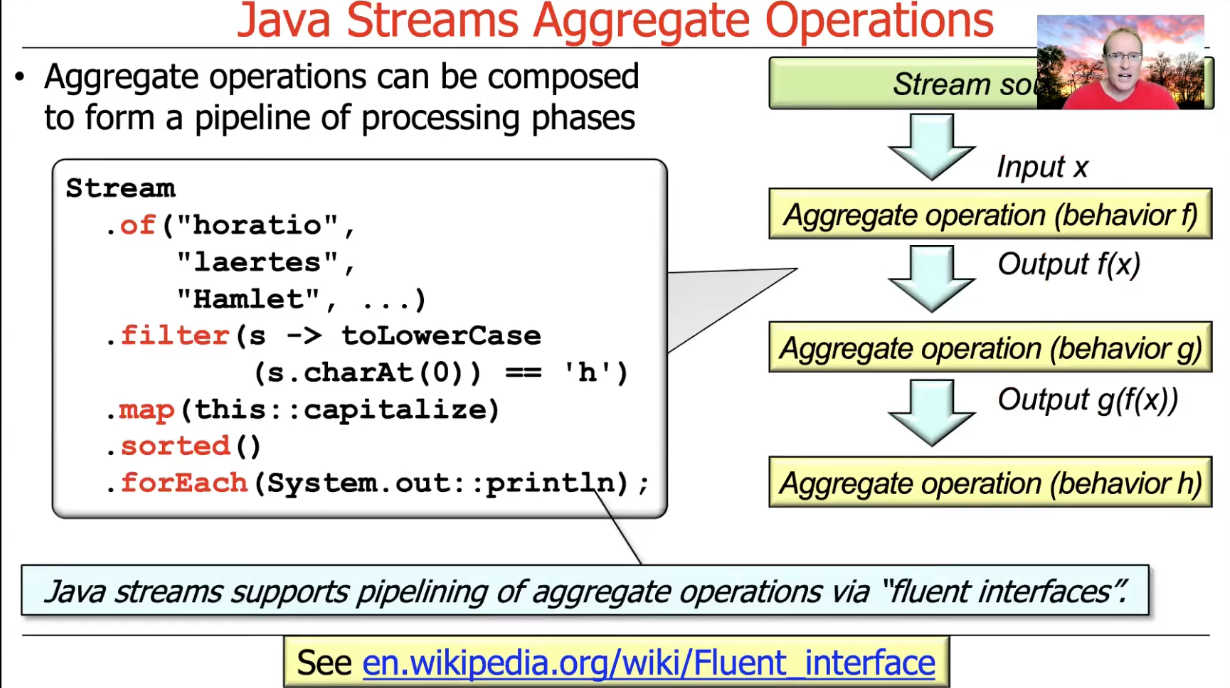 Java Streams Aggregate Operations
• Aggregate operations can be composed
to form a pipeline of processing phases
Stream
.of("horatio",
"laertes",
"Hamlet", ...)
.filter(s -> toLowerCase
(s.charAt(0)) == 'h')
.map(this::capitalize)
.sorted()
.forEach(System.out::println);
Stream
Input x
Aggregate operation (behavior f)
Output f(x)
Aggregate operation (behavior g)
Output g(f(x))
Aggregate operation (behavior h)
Java streams supports pipelining of aggregate operations via “fluent interfaces”.
See en.wikipedia.org/wiki/Fluent_interface